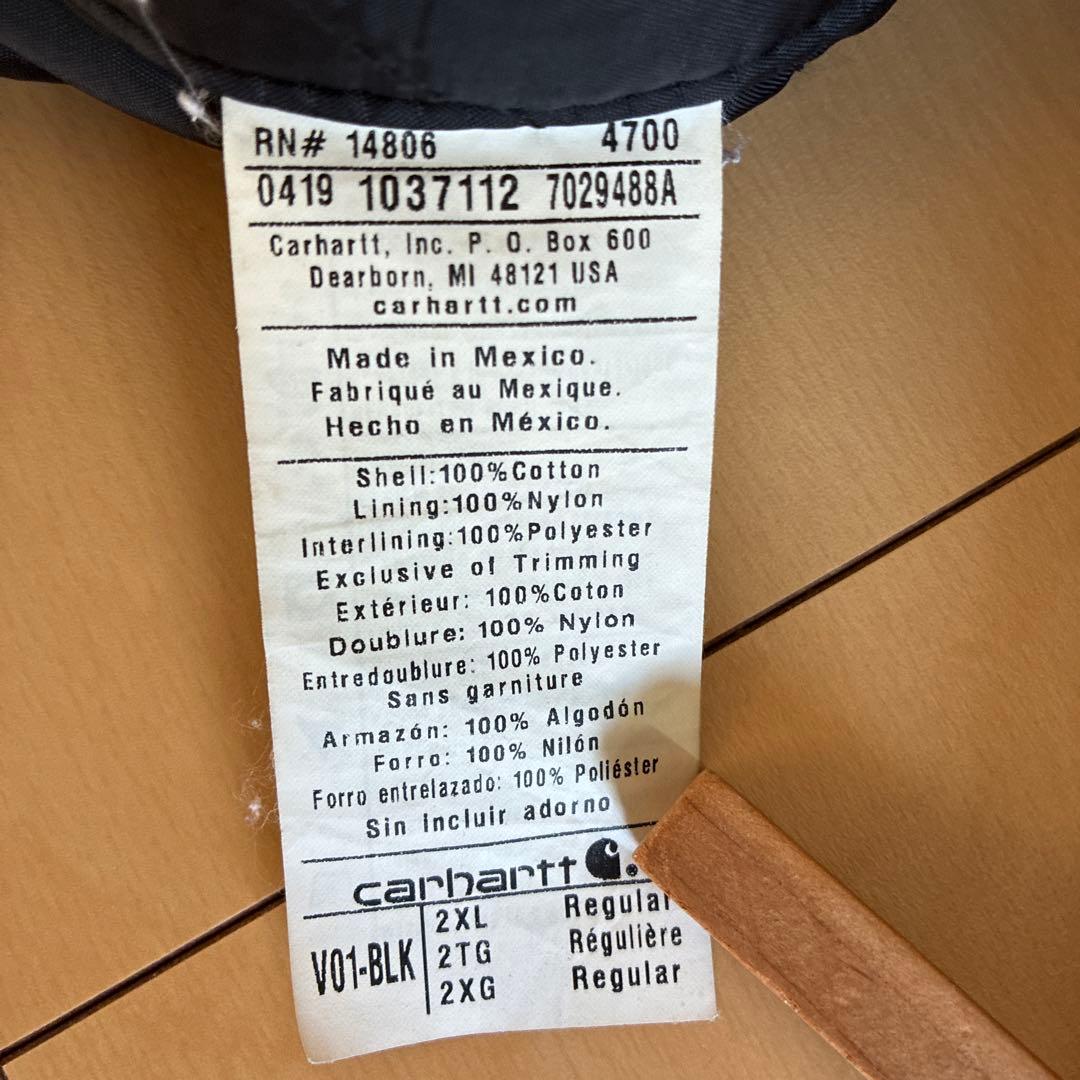 RN# 14806 4700
0419 1037112 7029488A
Carhartt, Inc. P. O. Box 600
Dearborn, MI 48121 USA
carhartt.com
Made in Mexico.
Fabriqué au Mexique.
Hecho en México.
Shell:100%Cotton
Lining:100%Nylon
Interlining:100%Polyester
Exclusive of Trimming
Extérieur: 100%Coton
Doublure: 100% Nylon
Entredoublure: 100% Polyester
Sans garniture
Armazón: 100% Algodón
Forro: 100% Nilón
Forro entrelazado: 100% Poliéster
Sin Incluir adorno
carhartt
V01-BLK
2XL Regular
2TG Régulière
2XG Regular